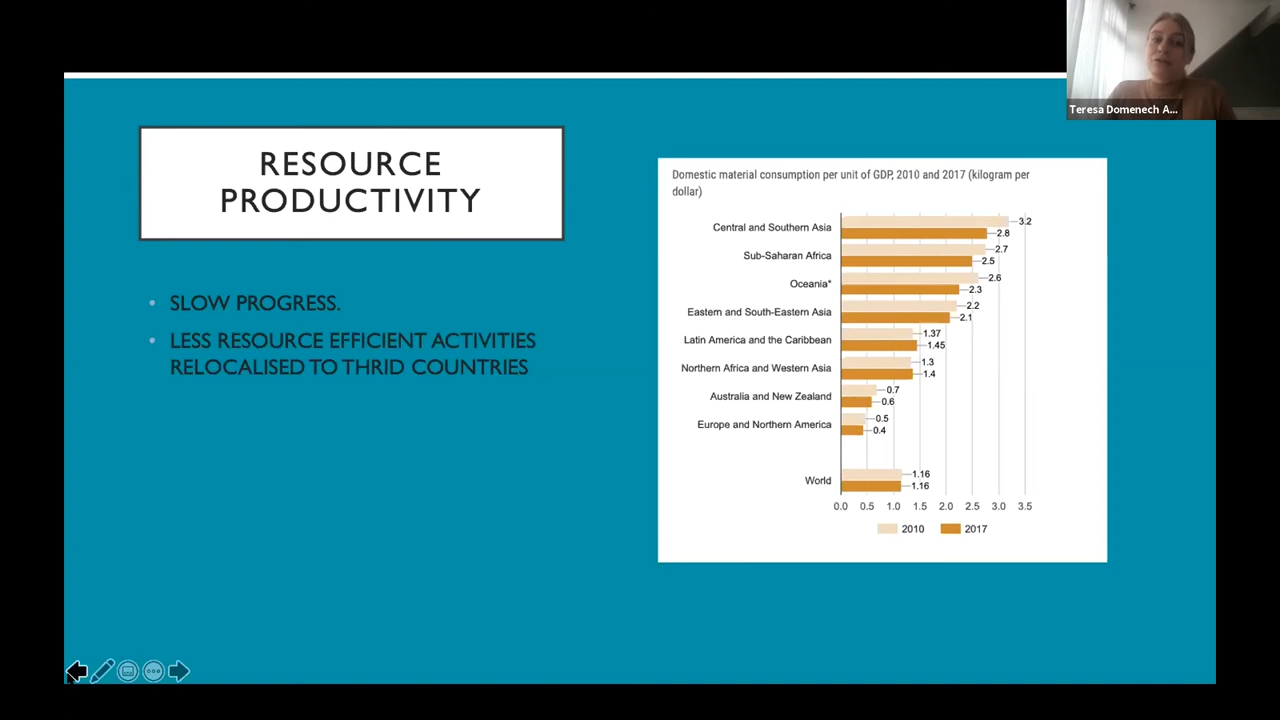 Teresa Domenech A...
RESOURCE
PRODUCTIVITY
• SLOW PROGRESS.
• LESS RESOURCE EFFICIENT ACTIVITIES
RELOCALISED TO THRID COUNTRIES
Domestic material consumption per unit of GDP, 2010 and 2017 (kilogram per
dollar)
Central and Southern Asia 3.2
2.8
Sub-Saharan Africa 2.7
2.5
Oceania* 2.6
2.3
Eastern and South-Eastern Asia 2.2
2.1
Latin America and the Caribbean 1.37
1.45
Northern Africa and Western Asia 1.3
1.4
Australia and New Zealand 0.7
0.6
Europe and Northern America 0.5
0.4
World 1.16
1.16
0.0 0.5 1.0 1.5 2.0 2.5 3.0 3.5
2010 2017